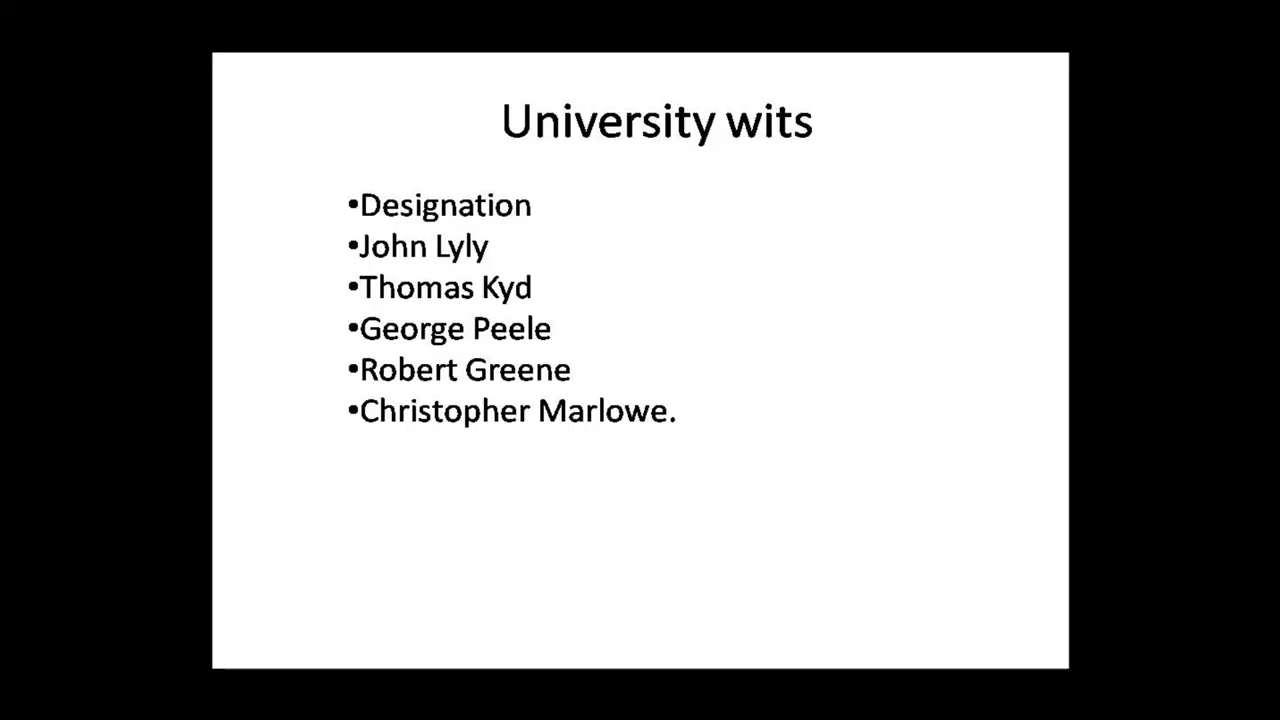 University wits
•Designation
•John Lyly
•Thomas Kyd
•George Peele
•Robert Greene
•Christopher Marlowe.